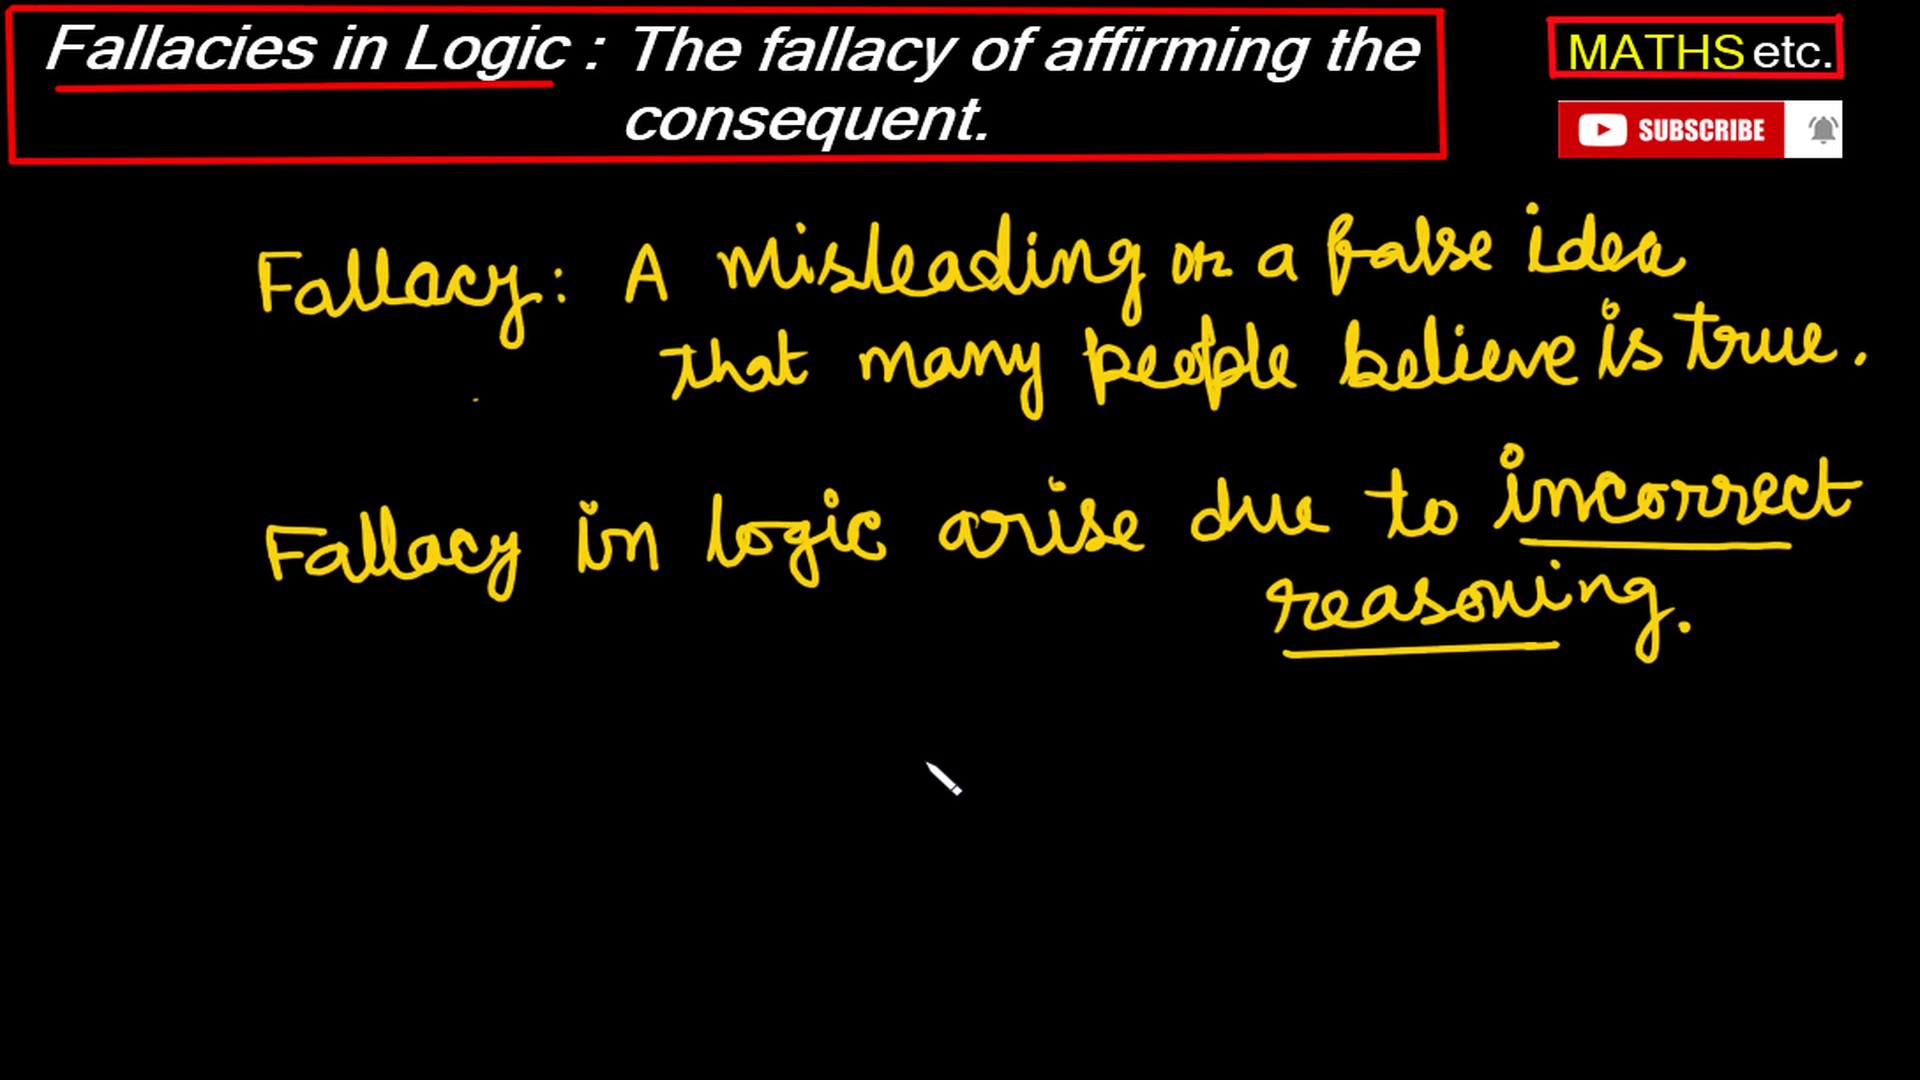 Fallacies in Logic : The fallacy of affirming the
consequent.
MATHS etc.
SUBSCRIBE
Fallacy: A misleading or a false idea
that many people believe is true.
Fallacy in logic arise due to incorrect
reasoning.